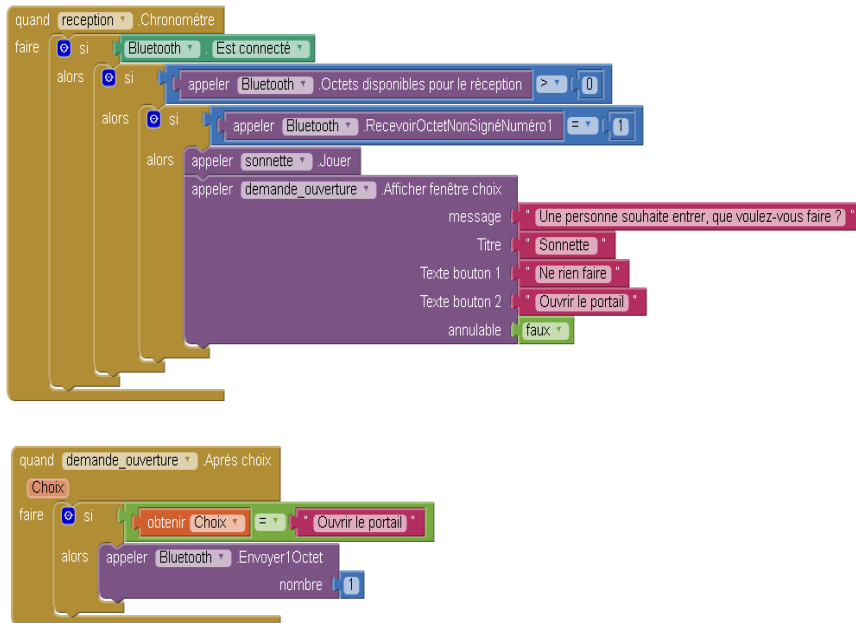 quand reception .Chronomètre
faire si Bluetooth . Est connecté
alors si appeler Bluetooth .Octets disponibles pour le réception > 0
alors si appeler Bluetooth .RecevoirOctetNonSignéNuméro1 = 1
alors appeler sonnette .Jouer
appeler demande_ouverture .Afficher fenêtre choix
message " Une personne souhaite entrer, que voulez-vous faire ? "
Titre " Sonnette "
Texte bouton 1 " Ne rien faire "
Texte bouton 2 " Ouvrir le portail "
annulable faux
quand demande_ouverture .Après choix
Choix
faire si obtenir Choix = " Ouvrir le portail "
alors appeler Bluetooth .Envoyer1Octet
nombre 1